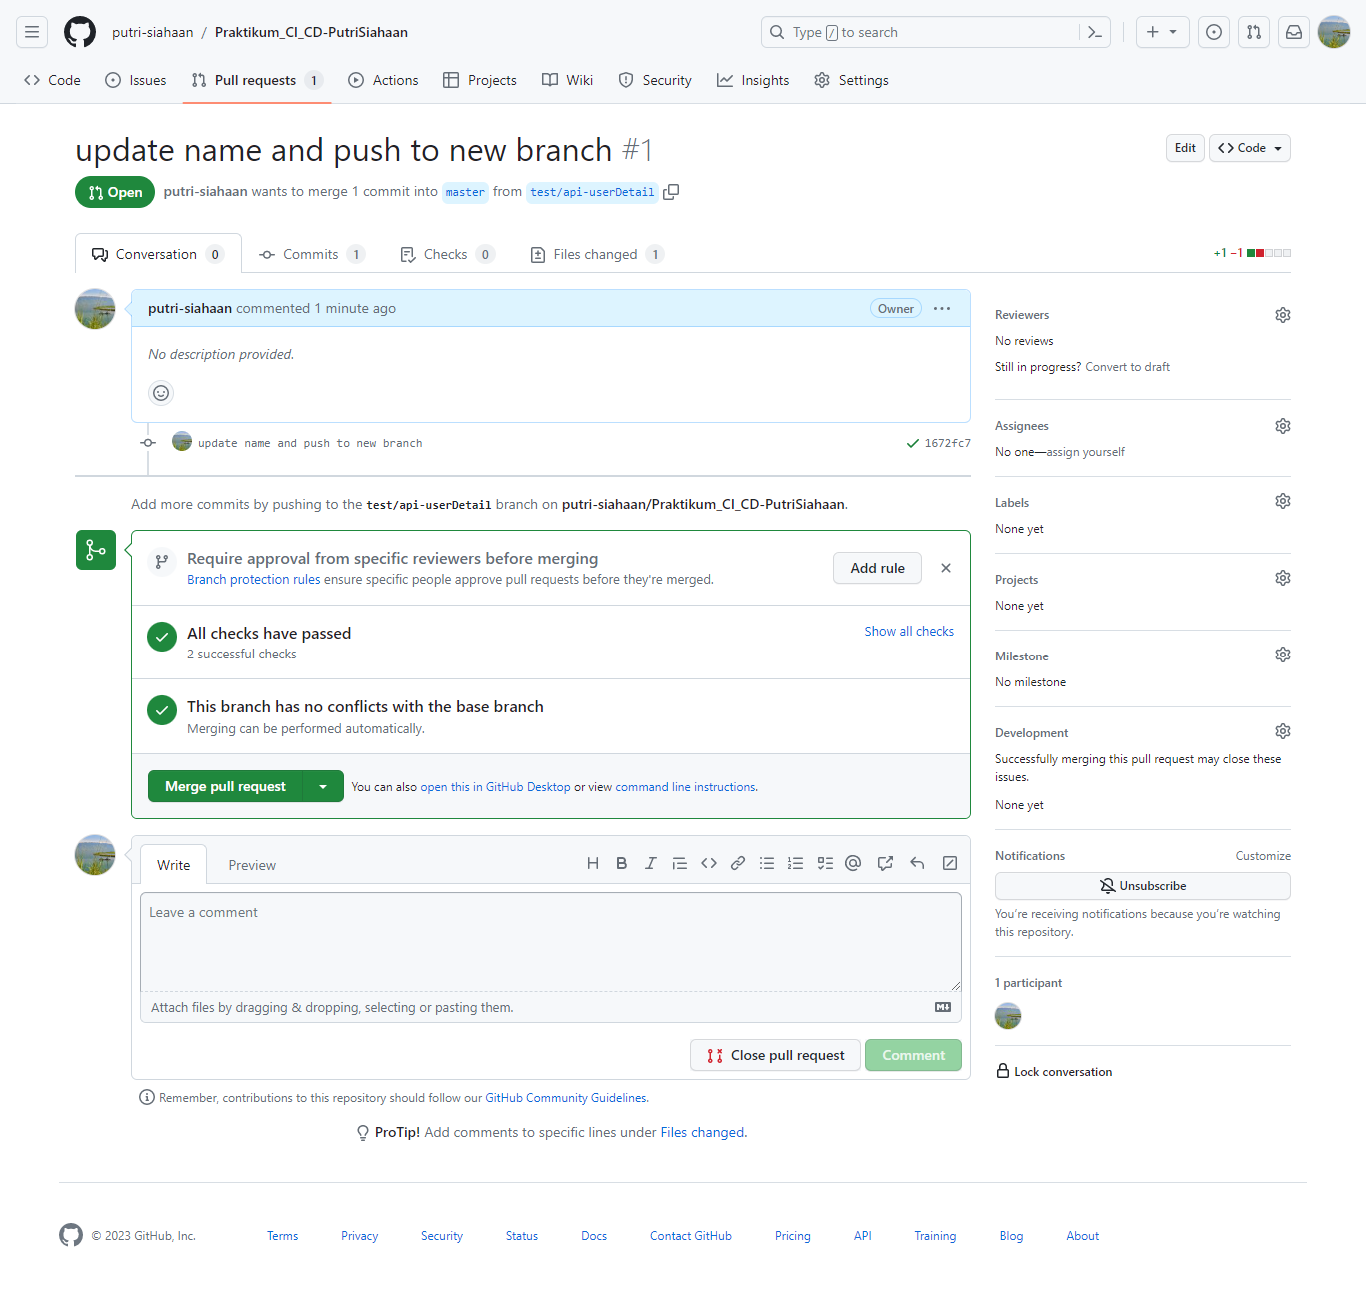 putri-siahaan / Praktikum_CI_CD-PutriSiahaan
Type / to search
Code Issues Pull requests 1 Actions Projects Wiki Security Insights Settings
update name and push to new branch #1
Edit Code
Open putri-siahaan wants to merge 1 commit into master from test/api-userDetail
Conversation 0 Commits 1 Checks 0 Files changed 1
+1 −1
putri-siahaan commented 1 minute ago
Owner
No description provided.
update name and push to new branch
1672fc7
Add more commits by pushing to the test/api-userDetail branch on putri-siahaan/Praktikum_CI_CD-PutriSiahaan.
Require approval from specific reviewers before merging
Branch protection rules ensure specific people approve pull requests before they're merged.
Add rule
All checks have passed
2 successful checks
Show all checks
This branch has no conflicts with the base branch
Merging can be performed automatically.
Merge pull request
You can also open this in GitHub Desktop or view command line instructions.
Write Preview
Leave a comment
Attach files by dragging & dropping, selecting or pasting them.
Close pull request Comment
Remember, contributions to this repository should follow our GitHub Community Guidelines.
ProTip! Add comments to specific lines under Files changed.
Reviewers
No reviews
Still in progress? Convert to draft
Assignees
No one—assign yourself
Labels
None yet
Projects
None yet
Milestone
No milestone
Development
Successfully merging this pull request may close these
issues.
None yet
Notifications Customize
Unsubscribe
You're receiving notifications because you're watching
this repository.
1 participant
Lock conversation
© 2023 GitHub, Inc. Terms Privacy Security Status Docs Contact GitHub Pricing API Training Blog About